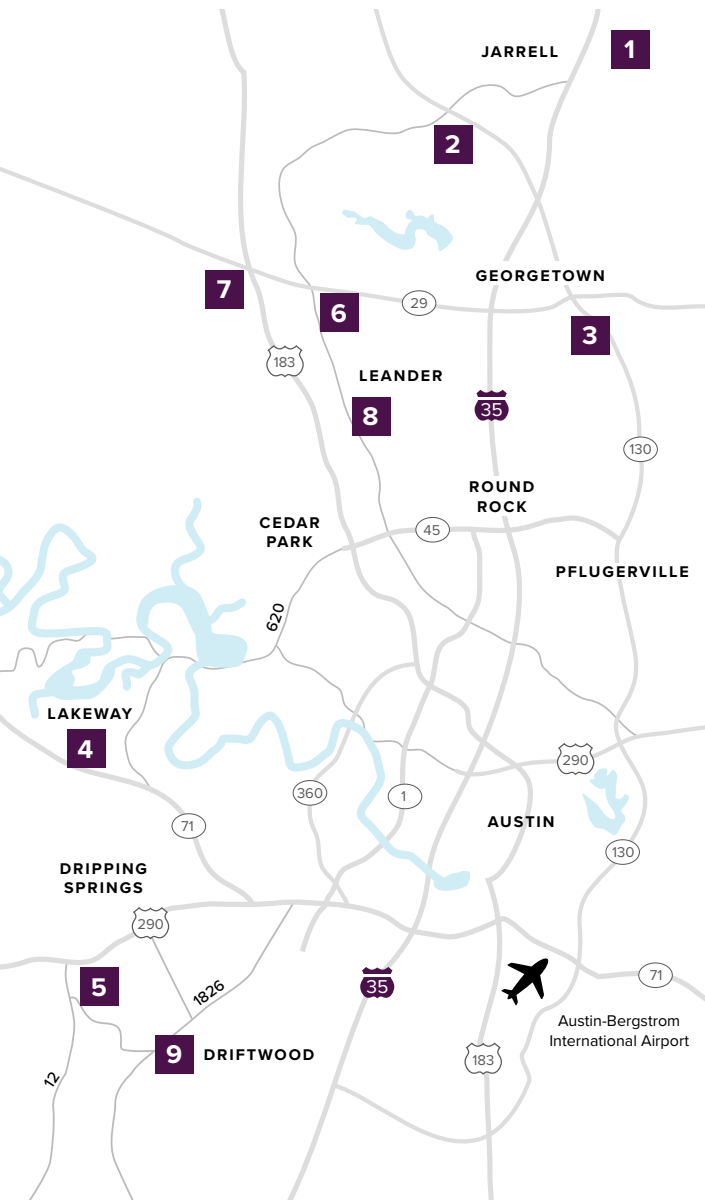 JARRELL
1
2
GEORGETOWN
7
6
29
3
183
LEANDER
8
35
130
ROUND
ROCK
CEDAR
PARK
45
PFLUGERVILLE
620
LAKEWAY
4
290
360
1
71
AUSTIN
130
DRIPPING
SPRINGS
290
5
1826
35
71
Austin-Bergstrom
International Airport
9
DRIFTWOOD
183
12